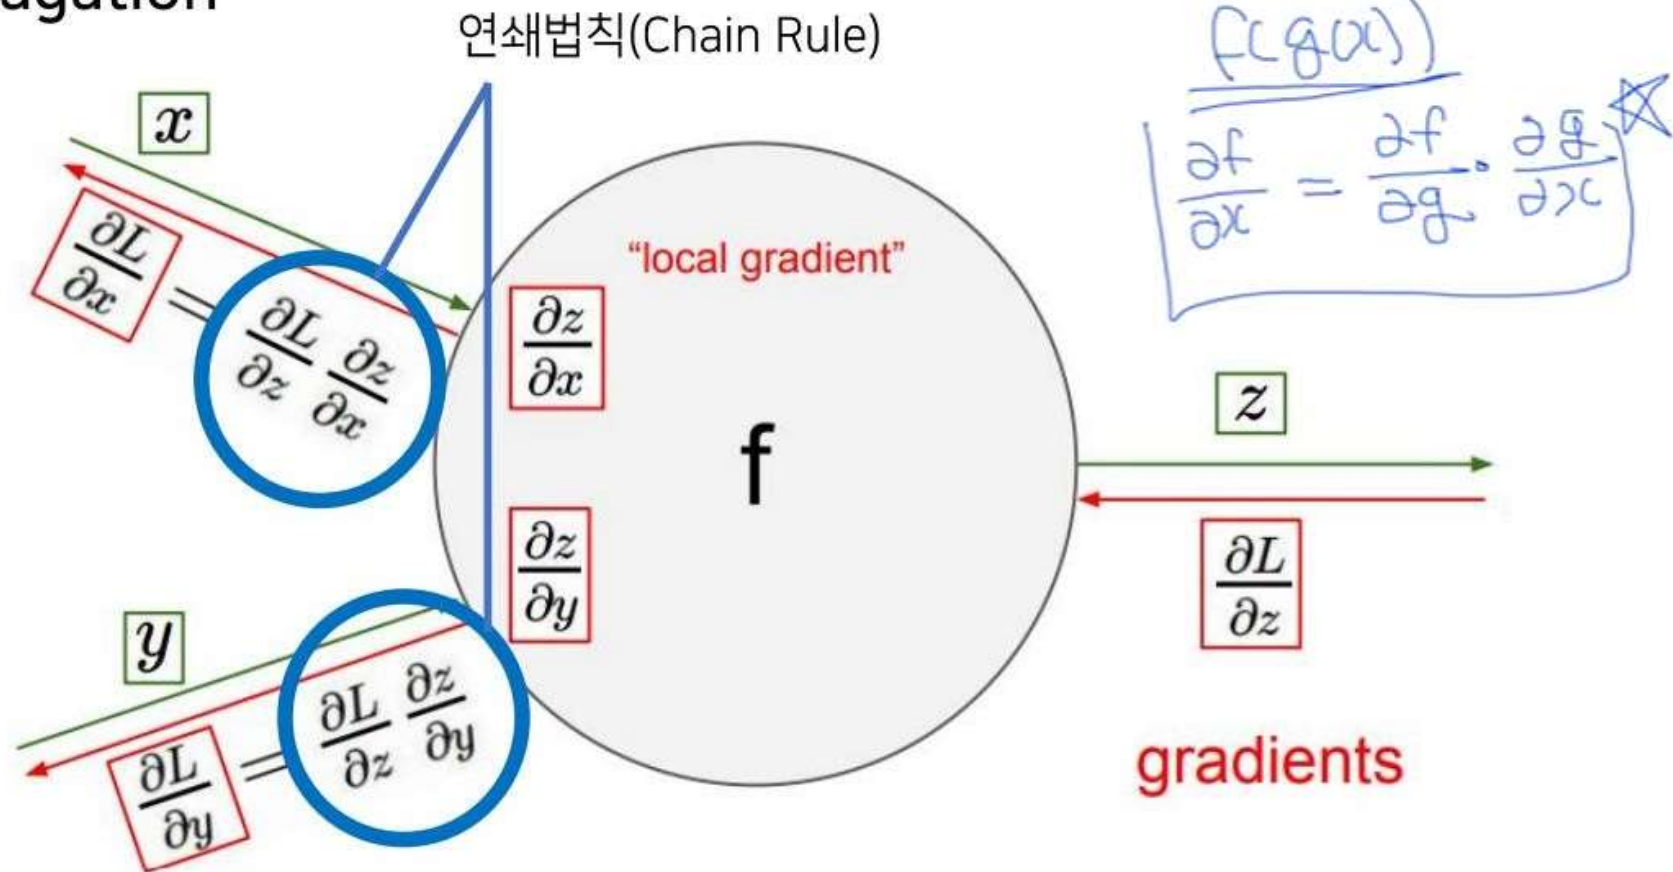 agation
연쇄법칙(Chain Rule)
f(g(x))
∂f/∂x = ∂f/∂g · ∂g/∂x
x
∂L/∂x = ∂L/∂z ∂z/∂x
“local gradient”
∂z/∂x
f
z
∂L/∂z
∂z/∂y
y
∂L/∂y = ∂L/∂z ∂z/∂y
gradients